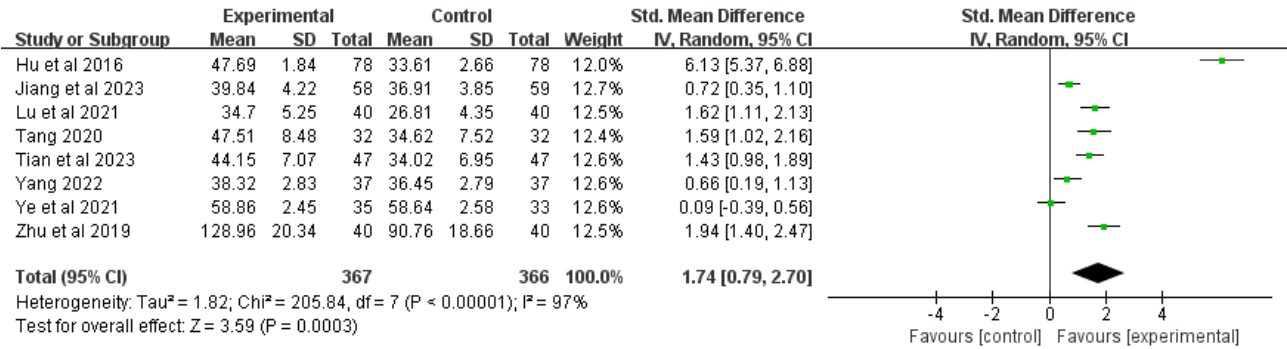 Experimental Control Std. Mean Difference Std. Mean Difference
Study or Subgroup Mean SD Total Mean SD Total Weight IV, Random, 95% CI IV, Random, 95% CI
Hu et al 2016 47.69 1.84 78 33.61 2.66 78 12.0% 6.13 [5.37, 6.88]
Jiang et al 2023 39.84 4.22 58 36.91 3.85 59 12.7% 0.72 [0.35, 1.10]
Lu et al 2021 34.7 5.25 40 26.81 4.35 40 12.5% 1.62 [1.11, 2.13]
Tang 2020 47.51 8.48 32 34.62 7.52 32 12.4% 1.59 [1.02, 2.16]
Tian et al 2023 44.15 7.07 47 34.02 6.95 47 12.6% 1.43 [0.98, 1.89]
Yang 2022 38.32 2.83 37 36.45 2.79 37 12.6% 0.66 [0.19, 1.13]
Ye et al 2021 58.86 2.45 35 58.64 2.58 33 12.6% 0.09 [-0.39, 0.56]
Zhu et al 2019 128.96 20.34 40 90.76 18.66 40 12.5% 1.94 [1.40, 2.47]
Total (95% CI) 367 366 100.0% 1.74 [0.79, 2.70]
Heterogeneity: Tau² = 1.82; Chi² = 205.84, df = 7 (P < 0.00001); I² = 97%
Test for overall effect: Z = 3.59 (P = 0.0003)
-4 -2 0 2 4
Favours [control] Favours [experimental]